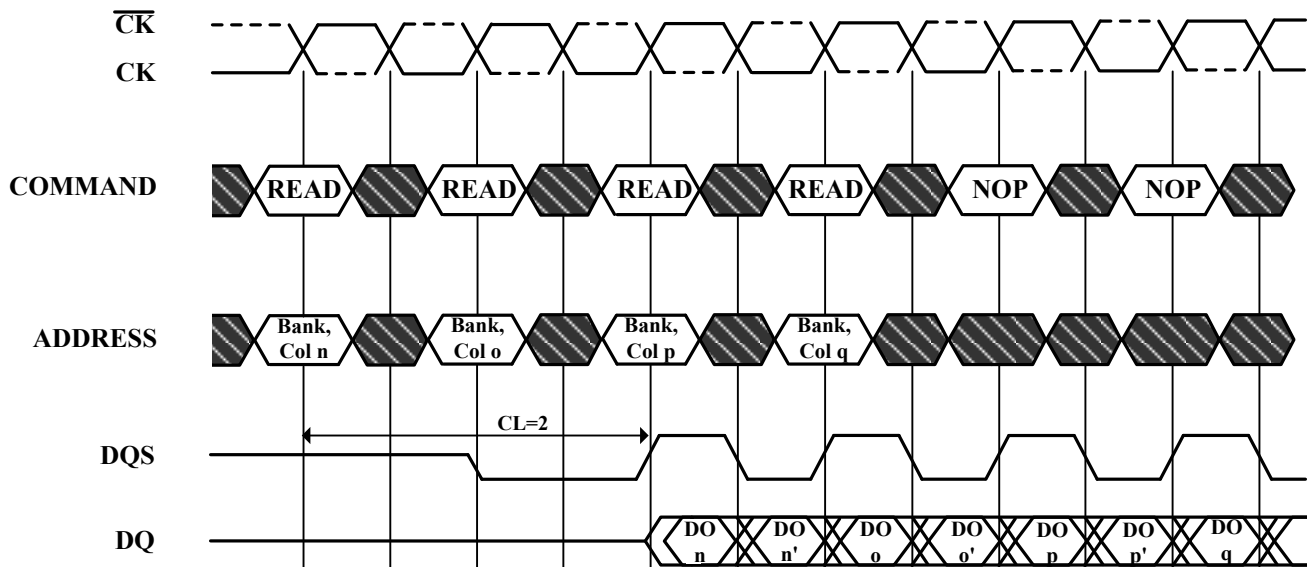 CK
CK
COMMAND
READ
READ
READ
READ
NOP
NOP
ADDRESS
Bank,
Col n
Bank,
Col o
Bank,
Col p
Bank,
Col q
CL=2
DQS
DQ
DO
n
DO
n'
DO
o
DO
o'
DO
p
DO
p'
DO
q